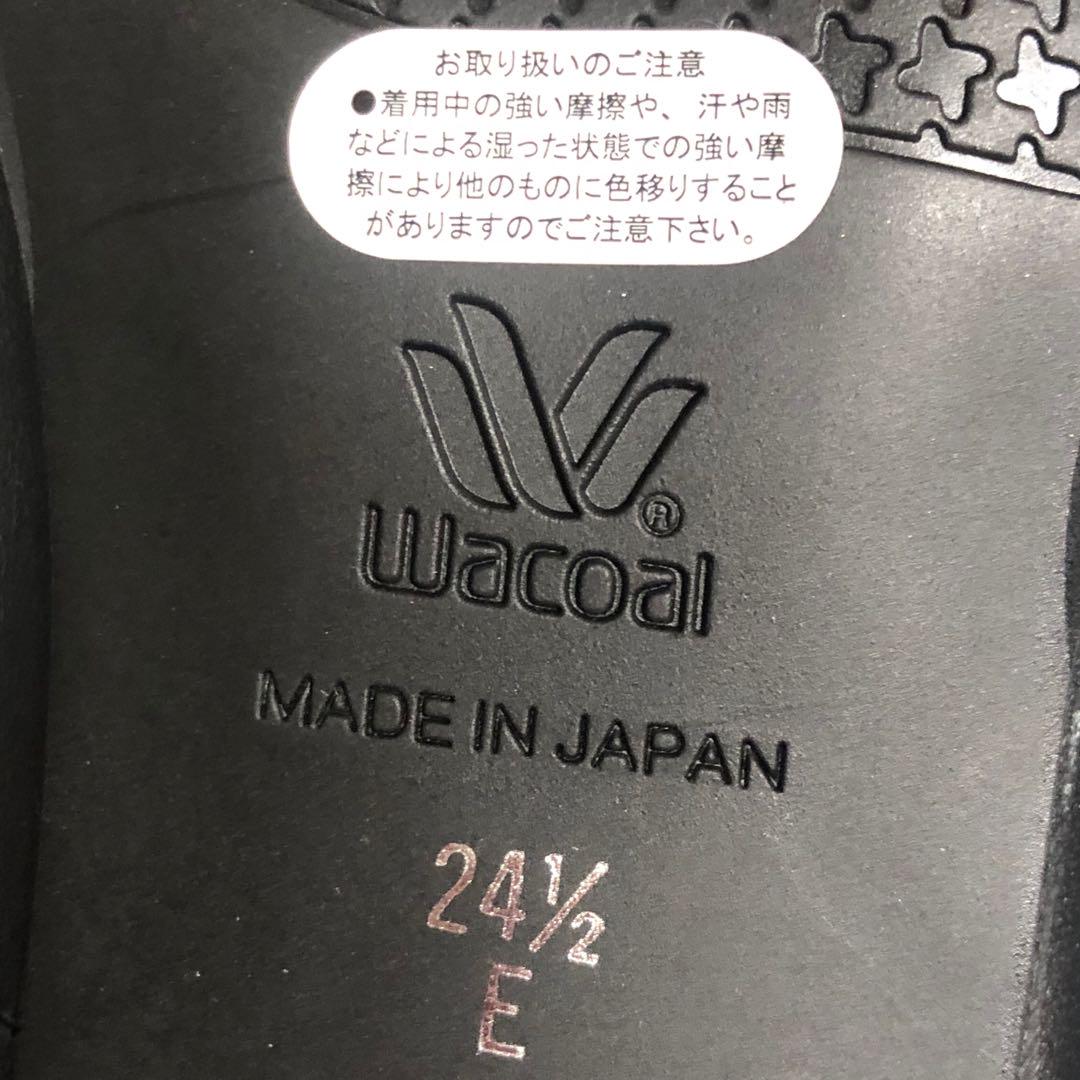 お取り扱いのご注意
●着用中の強い摩擦や、汗や雨
などによる湿った状態での強い摩
擦により他のものに色移りすること
がありますのでご注意下さい。
®
Wacoal
MADE IN JAPAN
24½
E